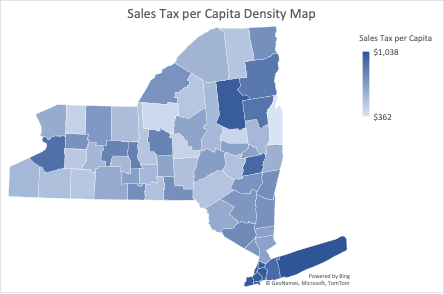 Sales Tax per Capita Density Map
Sales Tax per Capita
$1,038
$362
Powered by Bing
© GeoNames, Microsoft, TomTom